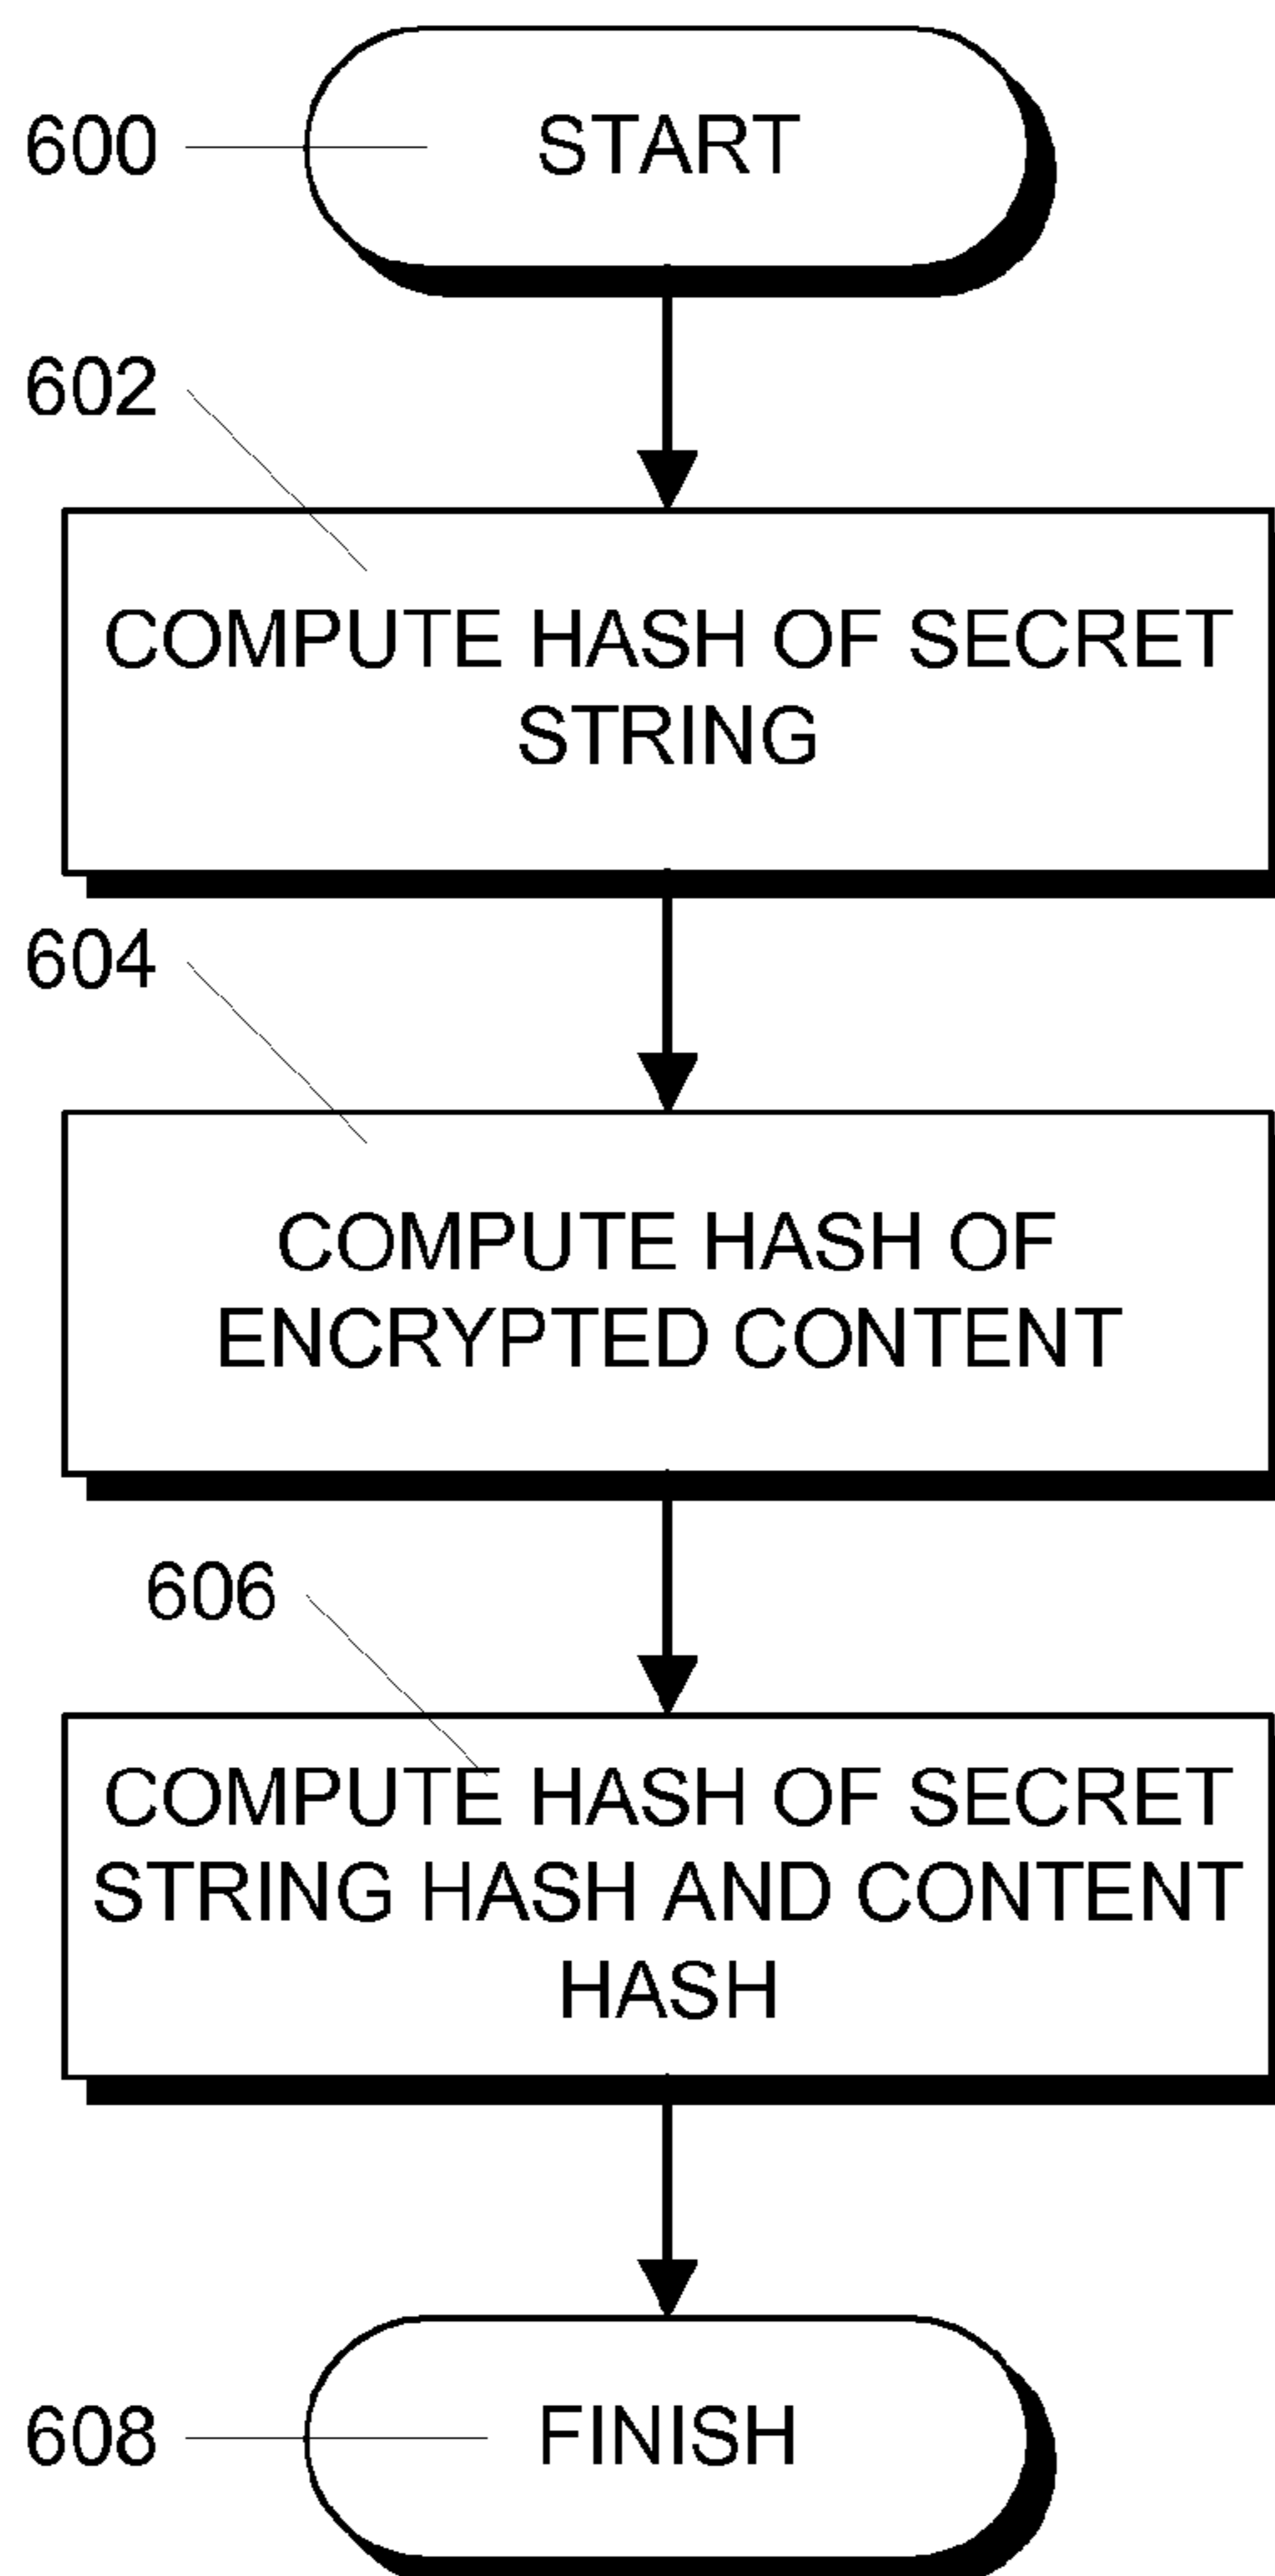 600
START
602
COMPUTE HASH OF SECRET
STRING
604
COMPUTE HASH OF
ENCRYPTED CONTENT
606
COMPUTE HASH OF SECRET
STRING HASH AND CONTENT
HASH
608
FINISH